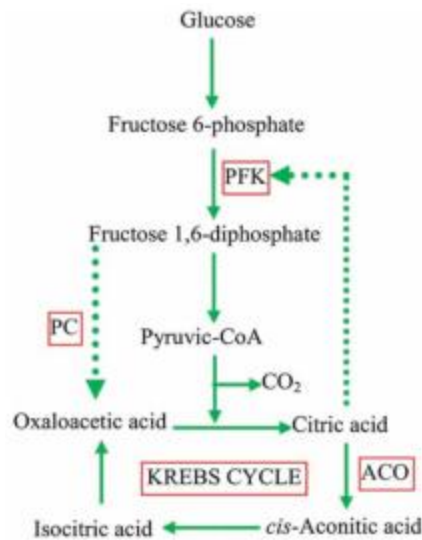 Glucose
Fructose 6-phosphate
PFK
Fructose 1,6-diphosphate
PC
Pyruvic-CoA
CO₂
Oxaloacetic acid
Citric acid
KREBS CYCLE
ACO
Isocitric acid
cis-Aconitic acid